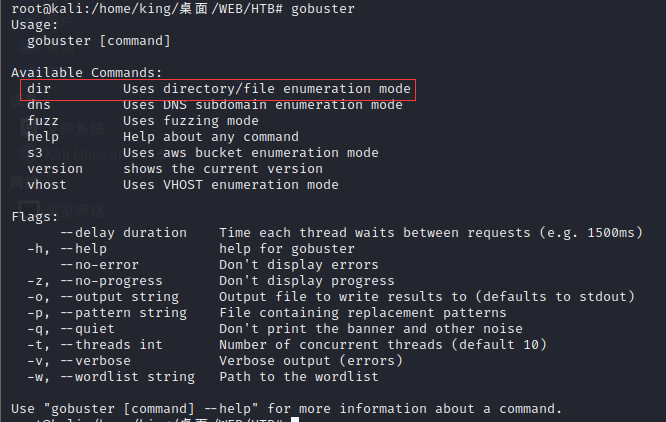 root@kali:/home/king/桌面/WEB/HTB# gobuster
Usage:
  gobuster [command]

Available Commands:
  dir         Uses directory/file enumeration mode
  dns         Uses DNS subdomain enumeration mode
  fuzz        Uses fuzzing mode
  help        Help about any command
  s3          Uses aws bucket enumeration mode
  version     shows the current version
  vhost       Uses VHOST enumeration mode

Flags:
      --delay duration    Time each thread waits between requests (e.g. 1500ms)
  -h, --help              help for gobuster
      --no-error          Don't display errors
  -z, --no-progress       Don't display progress
  -o, --output string     Output file to write results to (defaults to stdout)
  -p, --pattern string    File containing replacement patterns
  -q, --quiet             Don't print the banner and other noise
  -t, --threads int       Number of concurrent threads (default 10)
  -v, --verbose           Verbose output (errors)
  -w, --wordlist string   Path to the wordlist

Use "gobuster [command] --help" for more information about a command.
root@kali:/home/king/桌面/WEB/HTB#